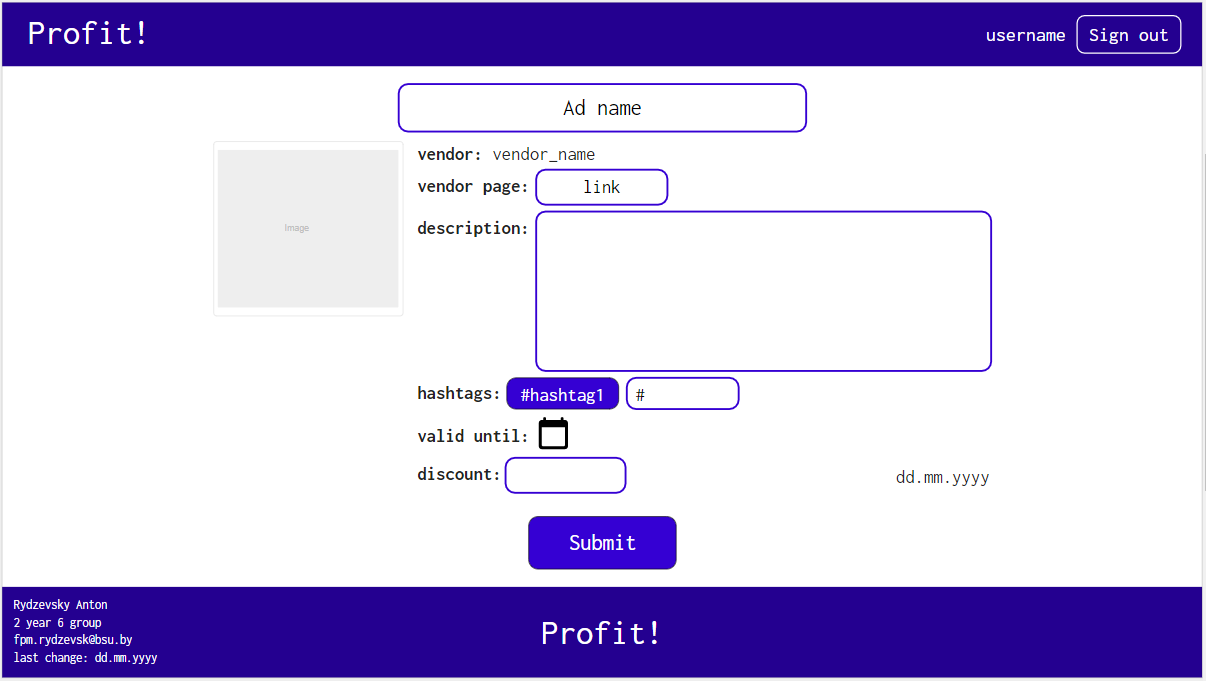 Profit!
username Sign out
Ad name
Image
vendor: vendor_name
vendor page: link
description:
hashtags: #hashtag1 #
valid until:
discount:
dd.mm.yyyy
Submit
Rydzevsky Anton
2 year 6 group
fpm.rydzevsk@bsu.by
last change: dd.mm.yyyy
Profit!